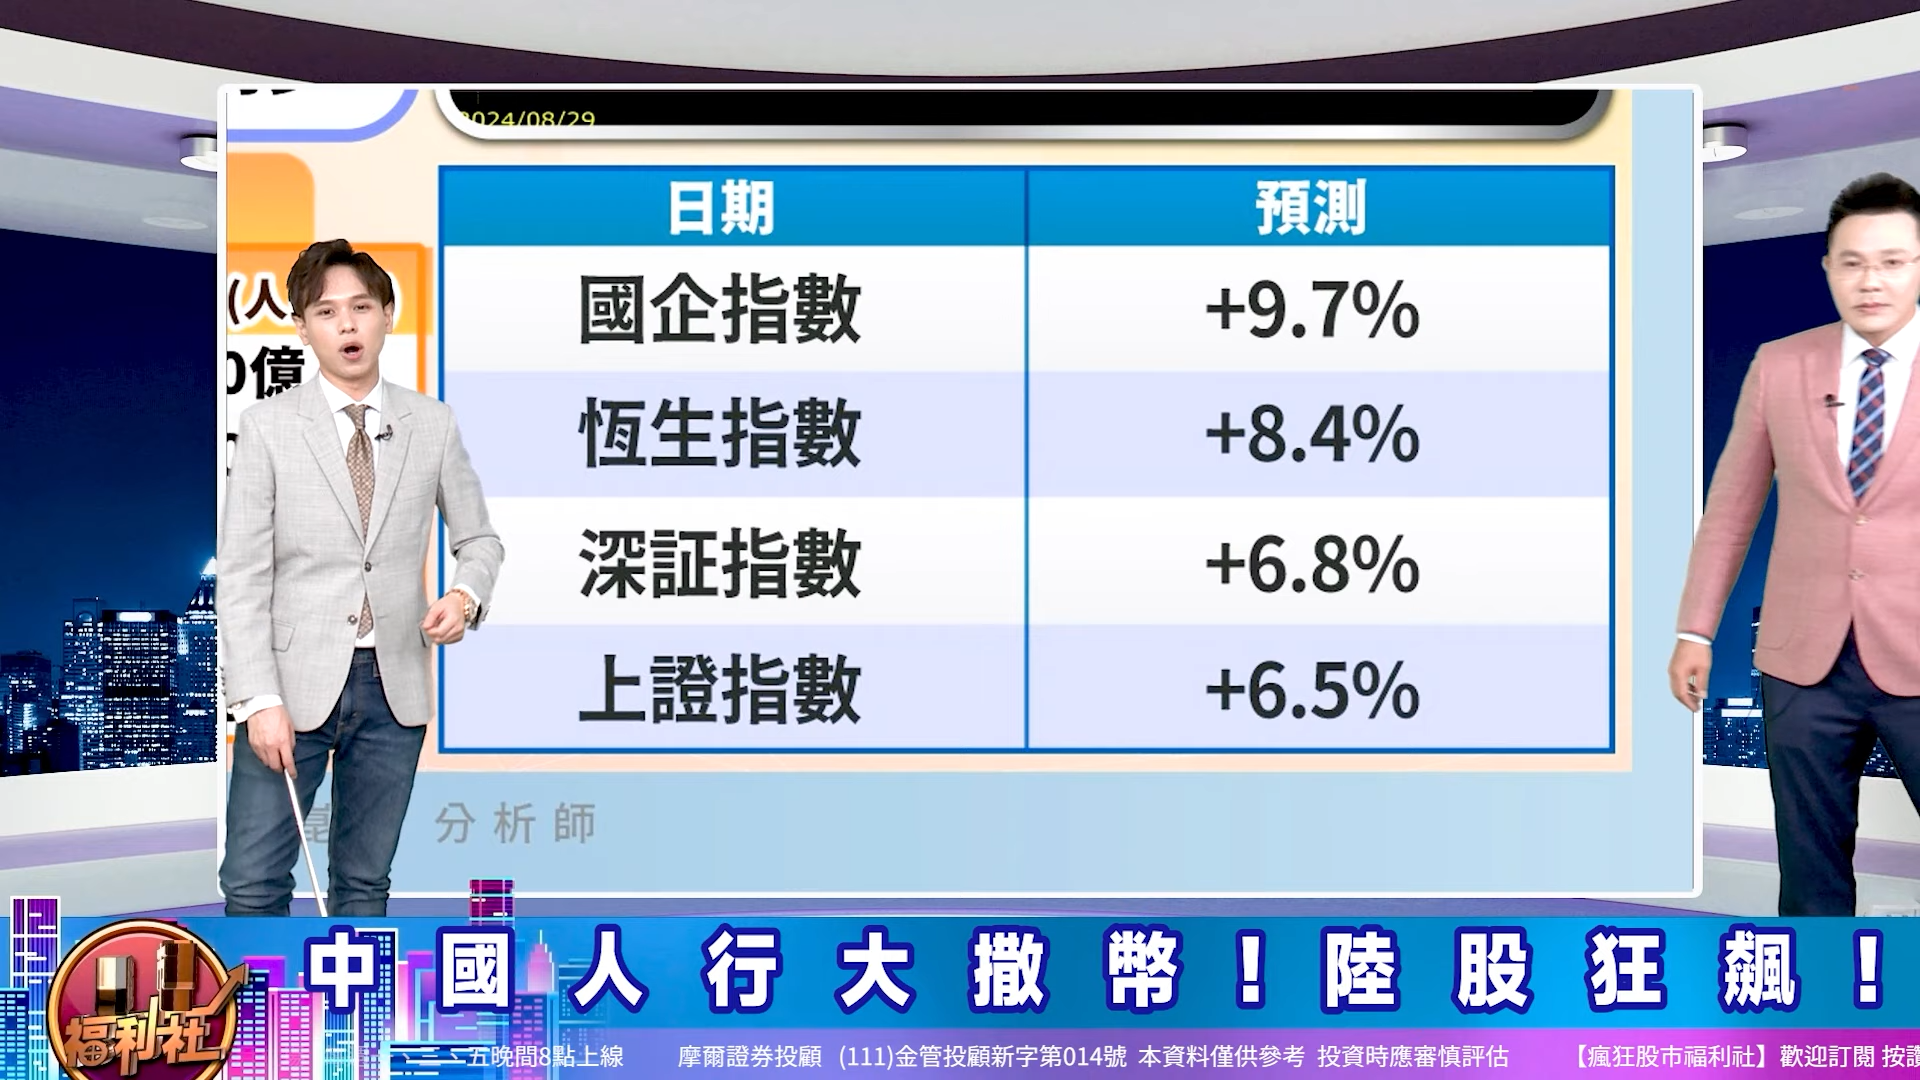 2024/08/29
日期 預測
國企指數 +9.7%
恆生指數 +8.4%
深証指數 +6.8%
上證指數 +6.5%
(人
0億
分析師
中國人行大撒幣！陸股狂飆！
福利社
五晚間8點上線 摩爾證券投顧 (111)金管投顧新字第014號 本資料僅供參考 投資時應審慎評估 【瘋狂股市福利社】歡迎訂閱 按讚